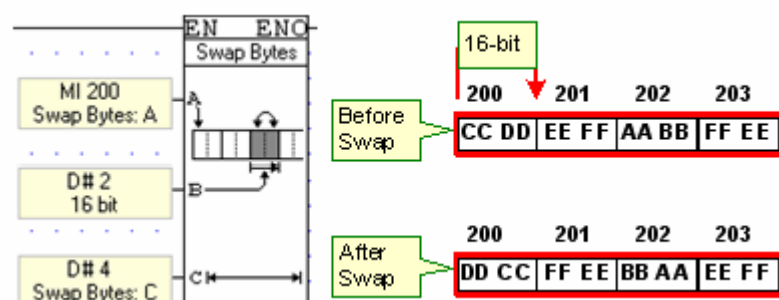 EN ENO
Swap Bytes
MI 200
Swap Bytes: A
A
D# 2
16 bit
B
D# 4
Swap Bytes: C
C
16-bit
200 201 202 203
Before
Swap
CC DD EE FF AA BB FF EE
200 201 202 203
After
Swap
DD CC FF EE BB AA EE FF